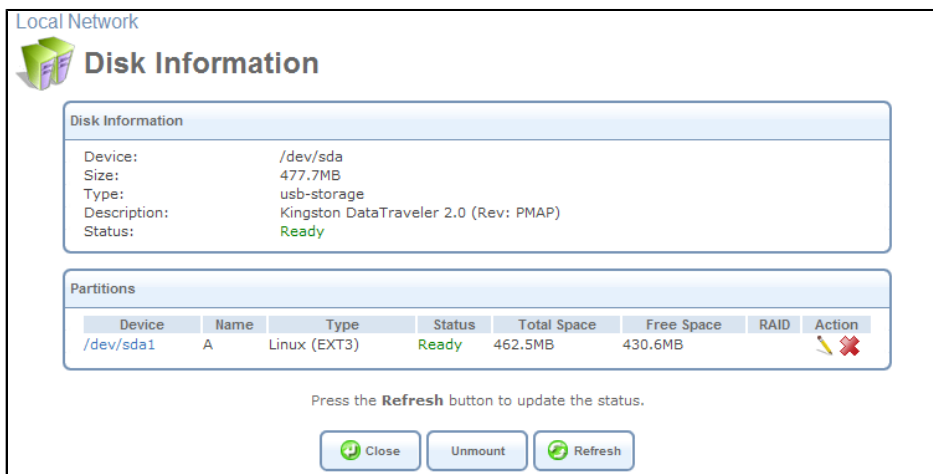 Local Network
Disk Information
Disk Information
Device: /dev/sda
Size: 477.7MB
Type: usb-storage
Description: Kingston DataTraveler 2.0 (Rev: PMAP)
Status: Ready
Partitions
Device Name Type Status Total Space Free Space RAID Action
/dev/sda1 A Linux (EXT3) Ready 462.5MB 430.6MB
Press the Refresh button to update the status.
Close Unmount Refresh